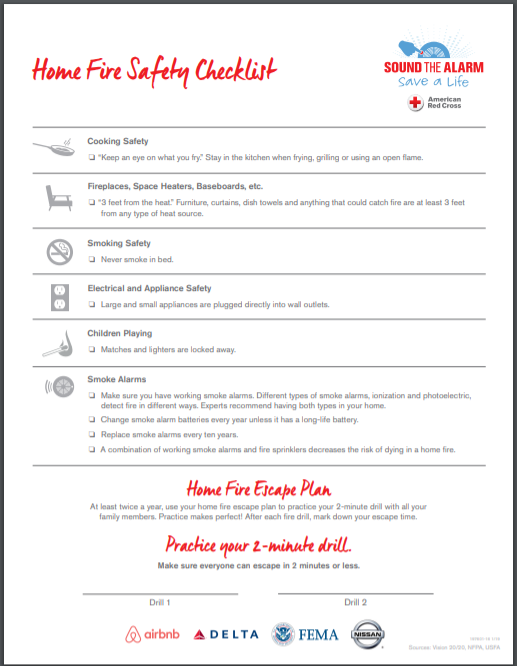 Home Fire Safety Checklist
SOUND THE ALARM
Save a Life
American
Red Cross
Cooking Safety
❏ “Keep an eye on what you fry.” Stay in the kitchen when frying, grilling or using an open flame.
Fireplaces, Space Heaters, Baseboards, etc.
❏ “3 feet from the heat.” Furniture, curtains, dish towels and anything that could catch fire are at least 3 feet
from any type of heat source.
Smoking Safety
❏ Never smoke in bed.
Electrical and Appliance Safety
❏ Large and small appliances are plugged directly into wall outlets.
Children Playing
❏ Matches and lighters are looked away.
Smoke Alarms
❏ Make sure you have working smoke alarms. Different types of smoke alarms, ionization and photoelectric,
detect fire in different ways. Experts recommend having both types in your home.
❏ Change smoke alarm batteries every year unless it has a long-life battery.
❏ Replace smoke alarms every ten years.
❏ A combination of working smoke alarms and fire sprinklers decreases the risk of dying in a home fire.
Home Fire Escape Plan
At least twice a year, use your home fire escape plan to practice your 2-minute drill with all your
family members. Practice makes perfect! After each fire drill, mark down your escape time.
Practice your 2-minute drill.
Make sure everyone can escape in 2 minutes or less.
Drill 1
Drill 2
airbnb
DELTA
FEMA
NISSAN
Sources: Vision 20/20, NFPA, USFA